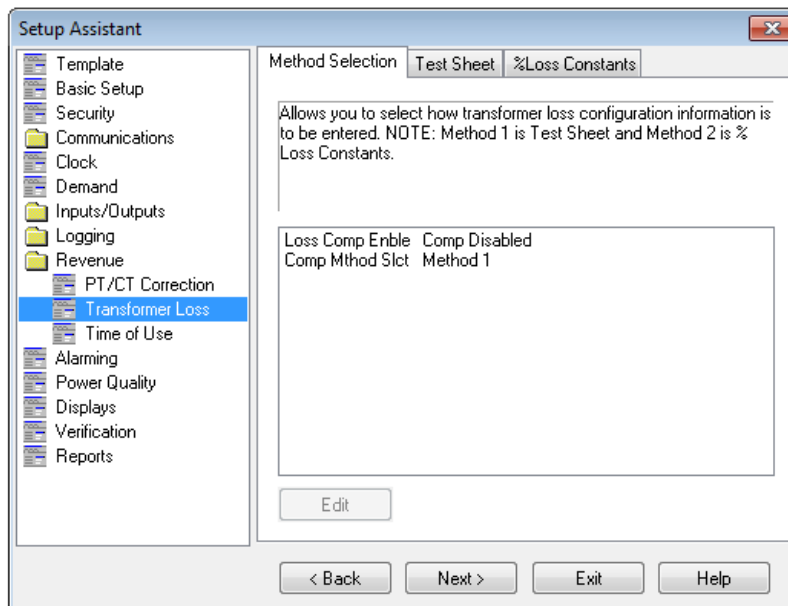 Setup Assistant
Template
Basic Setup
Security
Communications
Clock
Demand
Inputs/Outputs
Logging
Revenue
PT/CT Correction
Transformer Loss
Time of Use
Alarming
Power Quality
Displays
Verification
Reports
Method Selection Test Sheet %Loss Constants
Allows you to select how transformer loss configuration information is
to be entered. NOTE: Method 1 is Test Sheet and Method 2 is %
Loss Constants.
Loss Comp Enble Comp Disabled
Comp Mthod Slct Method 1
Edit
< Back Next > Exit Help